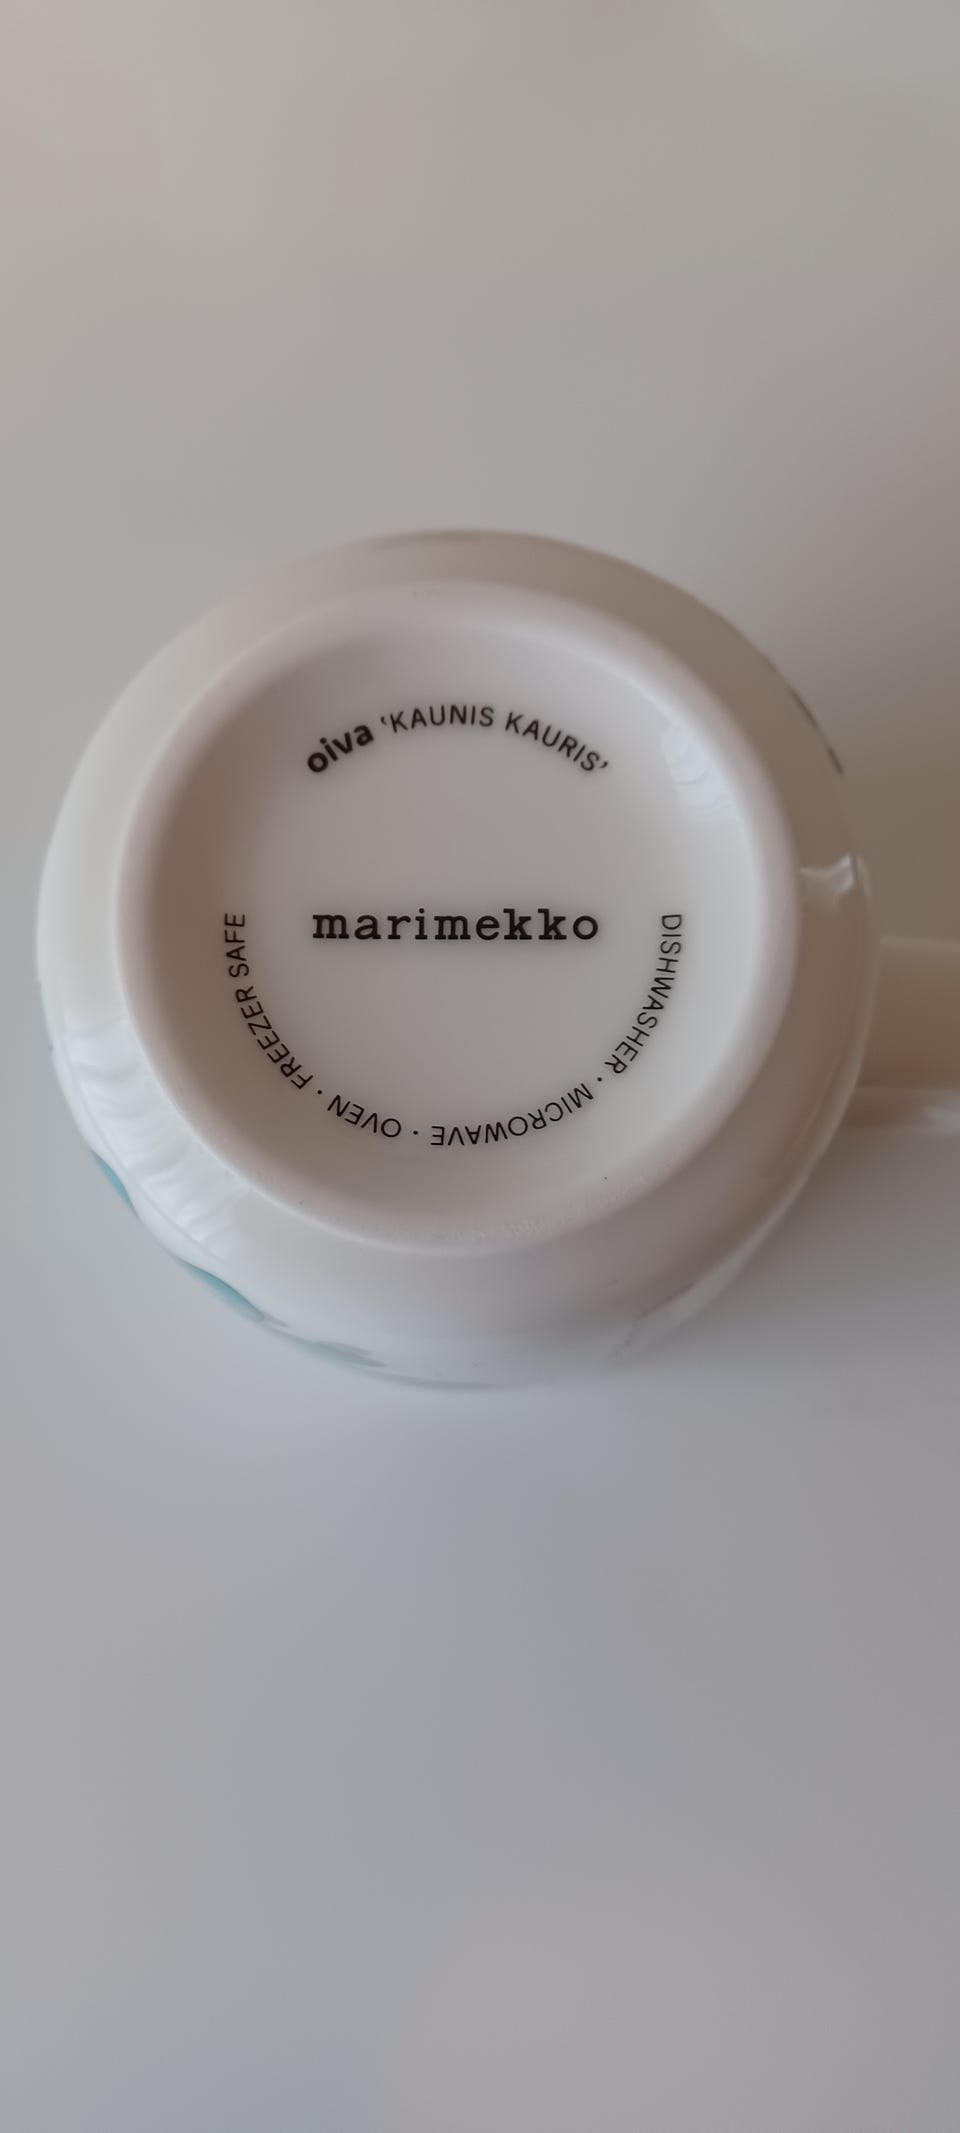 oiva ‘KAUNIS KAURIS’
marimekko
DISHWASHER · MICROWAVE · OVEN · FREEZER SAFE